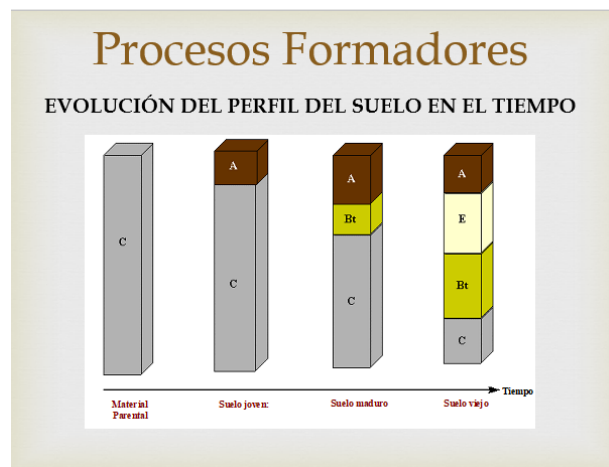 Procesos Formadores
EVOLUCIÓN DEL PERFIL DEL SUELO EN EL TIEMPO
C
A
C
A
Bt
C
A
E
Bt
C
Tiempo
Material
Parental
Suelo joven:
Suelo maduro
Suelo viejo